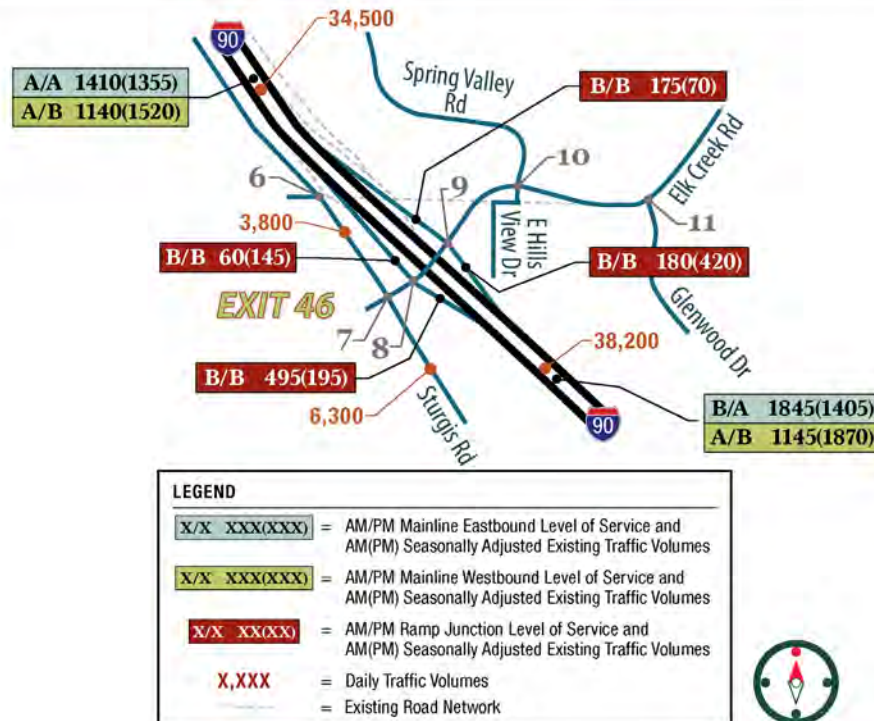 90
34,500
A/A 1410(1355)
A/B 1140(1520)
Spring Valley
Rd
B/B 175(70)
Elk Creek Rd
10
6
9
11
3,800
E Hills
View Dr
B/B 60(145)
B/B 180(420)
EXIT 46
Glenwood Dr
7
8
38,200
B/B 495(195)
6,300
Sturgis Rd
90
B/A 1845(1405)
A/B 1145(1870)
LEGEND
X/X XXX(XXX) = AM/PM Mainline Eastbound Level of Service and
AM(PM) Seasonally Adjusted Existing Traffic Volumes
X/X XXX(XXX) = AM/PM Mainline Westbound Level of Service and
AM(PM) Seasonally Adjusted Existing Traffic Volumes
X/X XX(XX) = AM/PM Ramp Junction Level of Service and
AM(PM) Seasonally Adjusted Existing Traffic Volumes
X,XXX = Daily Traffic Volumes
= Existing Road Network